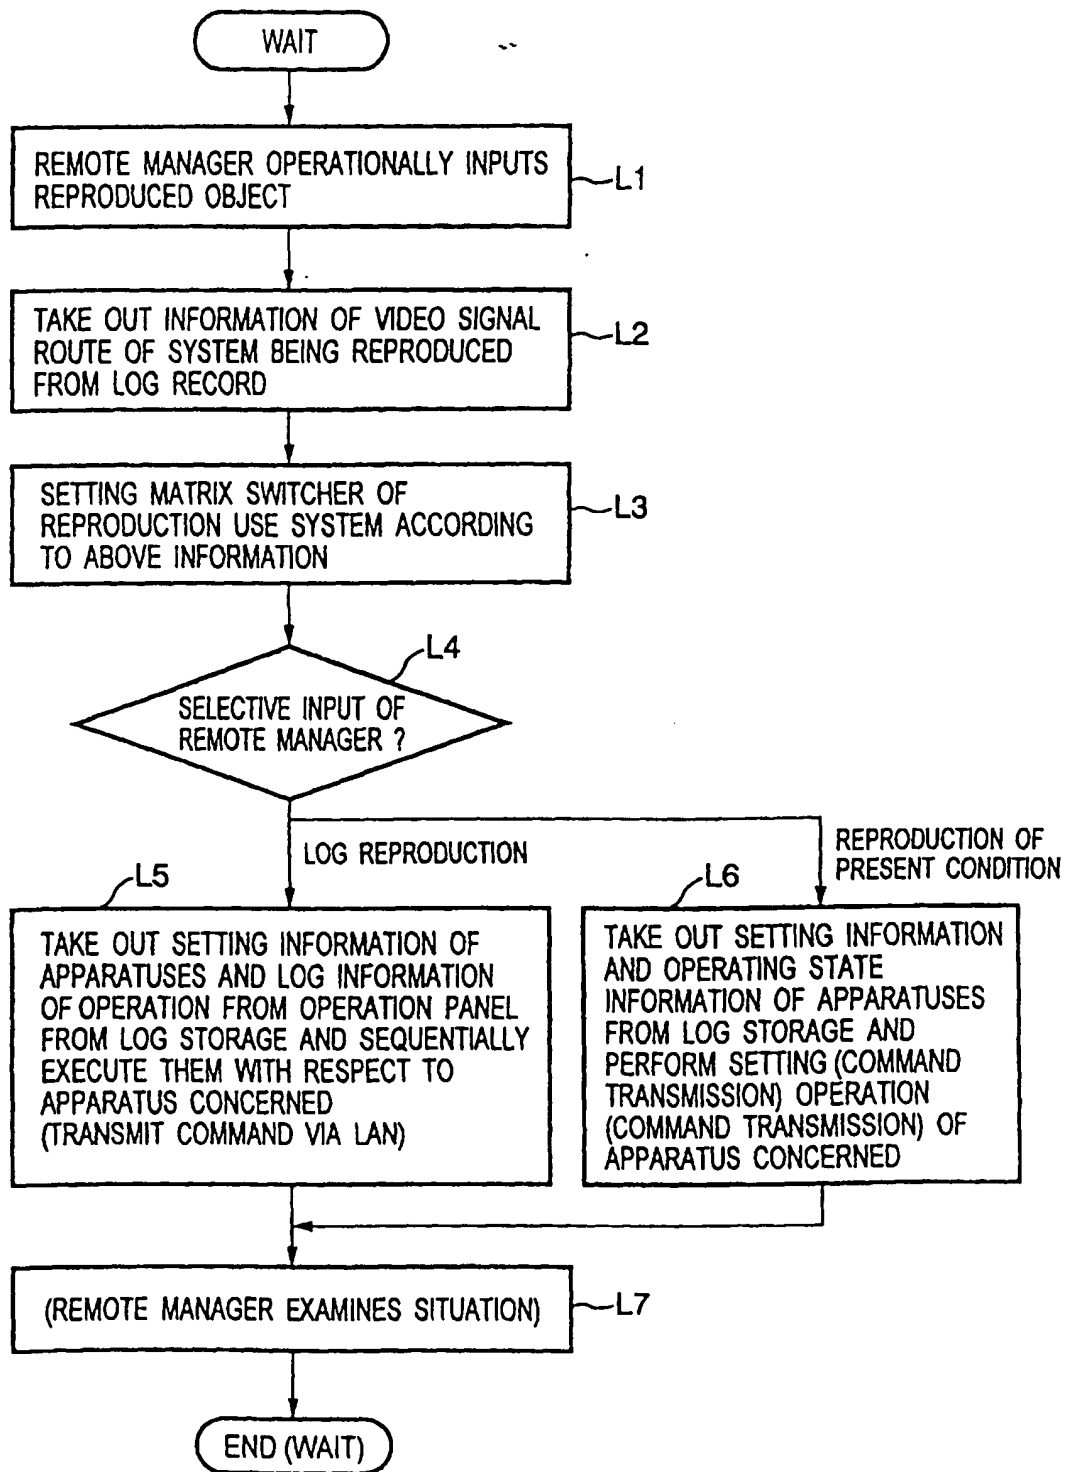 WAIT
REMOTE MANAGER OPERATIONALLY INPUTS
REPRODUCED OBJECT
L1
TAKE OUT INFORMATION OF VIDEO SIGNAL
ROUTE OF SYSTEM BEING REPRODUCED
FROM LOG RECORD
L2
SETTING MATRIX SWITCHER OF
REPRODUCTION USE SYSTEM ACCORDING
TO ABOVE INFORMATION
L3
L4
SELECTIVE INPUT OF
REMOTE MANAGER ?
LOG REPRODUCTION
REPRODUCTION OF
PRESENT CONDITION
L5
TAKE OUT SETTING INFORMATION OF
APPARATUSES AND LOG INFORMATION
OF OPERATION FROM OPERATION PANEL
FROM LOG STORAGE AND SEQUENTIALLY
EXECUTE THEM WITH RESPECT TO
APPARATUS CONCERNED
(TRANSMIT COMMAND VIA LAN)
L6
TAKE OUT SETTING INFORMATION
AND OPERATING STATE
INFORMATION OF APPARATUSES
FROM LOG STORAGE AND
PERFORM SETTING (COMMAND
TRANSMISSION) OPERATION
(COMMAND TRANSMISSION) OF
APPARATUS CONCERNED
(REMOTE MANAGER EXAMINES SITUATION)
L7
END (WAIT)